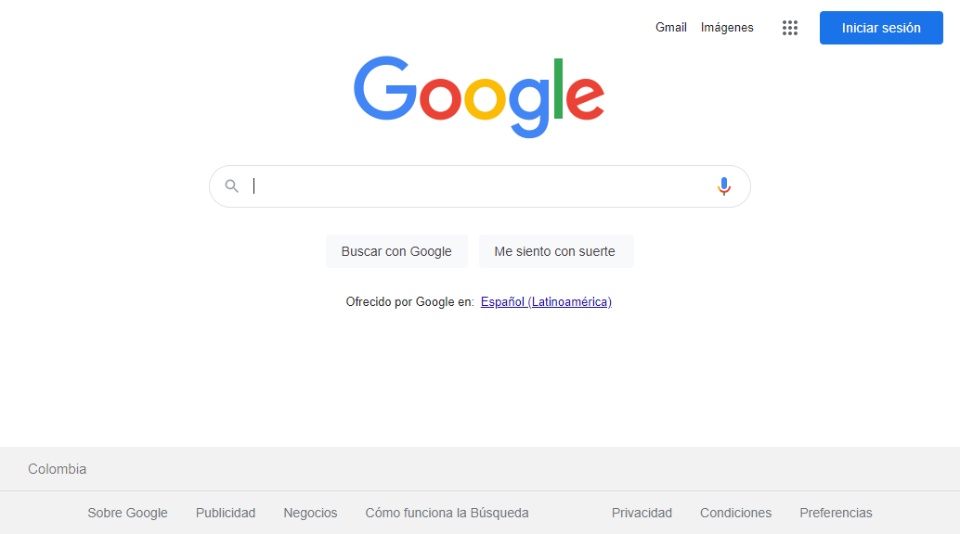 Gmail Imágenes Iniciar sesión
Google
Buscar con Google Me siento con suerte
Ofrecido por Google en: Español (Latinoamérica)
Colombia
Sobre Google Publicidad Negocios Cómo funciona la Búsqueda Privacidad Condiciones Preferencias